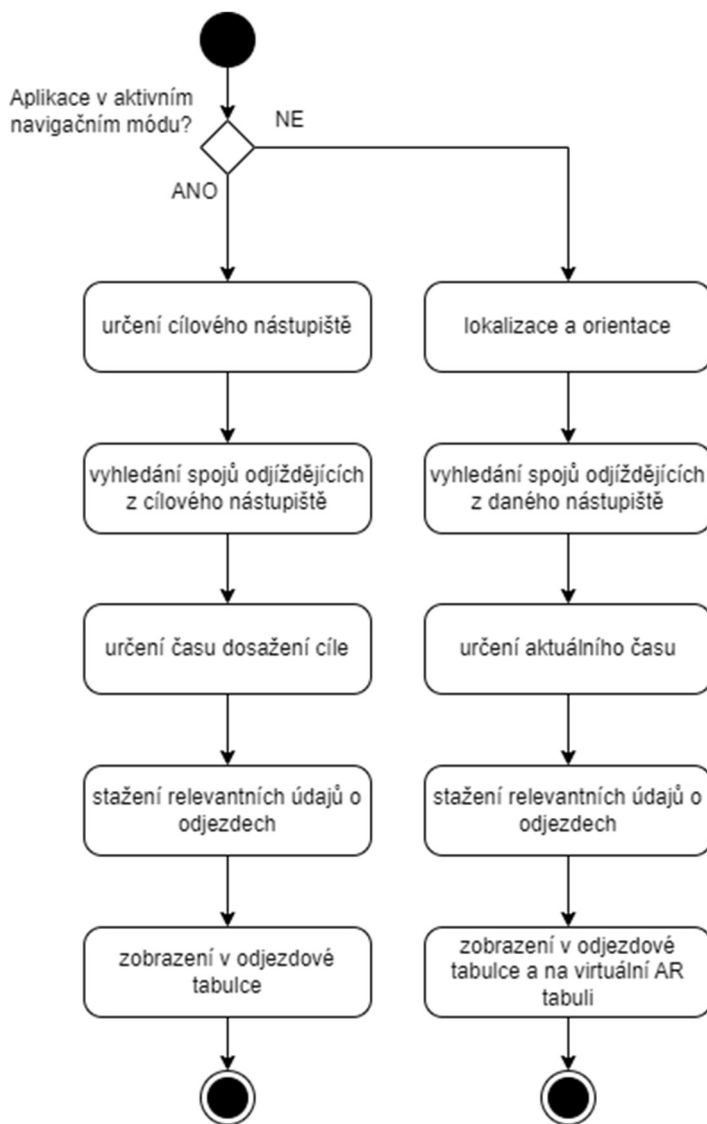 Aplikace v aktivním
navigačním módu?
NE
ANO
určení cílového nástupiště
vyhledání spojů odjíždějících
z cílového nástupiště
určení času dosažení cíle
stažení relevantních údajů o
odjezdech
zobrazení v odjezdové
tabulce
lokalizace a orientace
vyhledání spojů odjíždějících
z daného nástupiště
určení aktuálního času
stažení relevantních údajů o
odjezdech
zobrazení v odjezdové
tabulce a na virtuální AR
tabuli